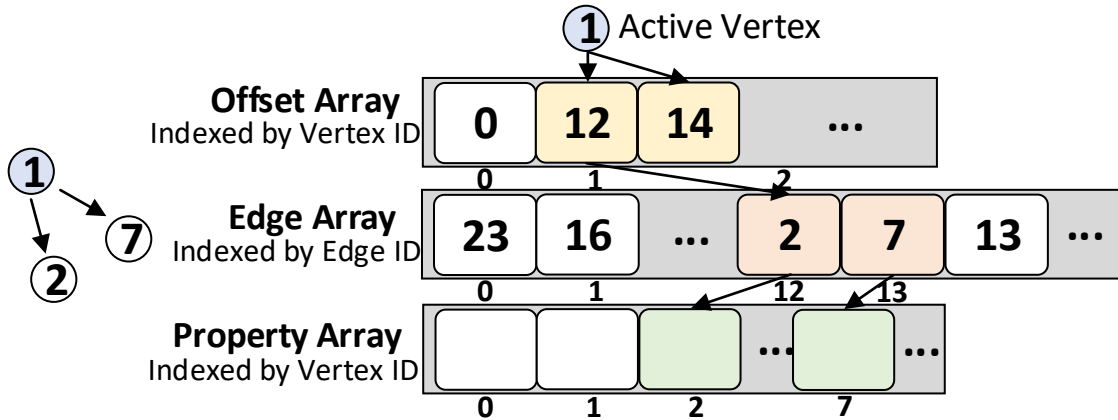 1 Active Vertex
Offset Array
Indexed by Vertex ID
0 12 14 ...
0 1 2
1
7
2
Edge Array
Indexed by Edge ID
23 16 ... 2 7 13 ...
0 1 12 13
Property Array
Indexed by Vertex ID
... ...
0 1 2 7